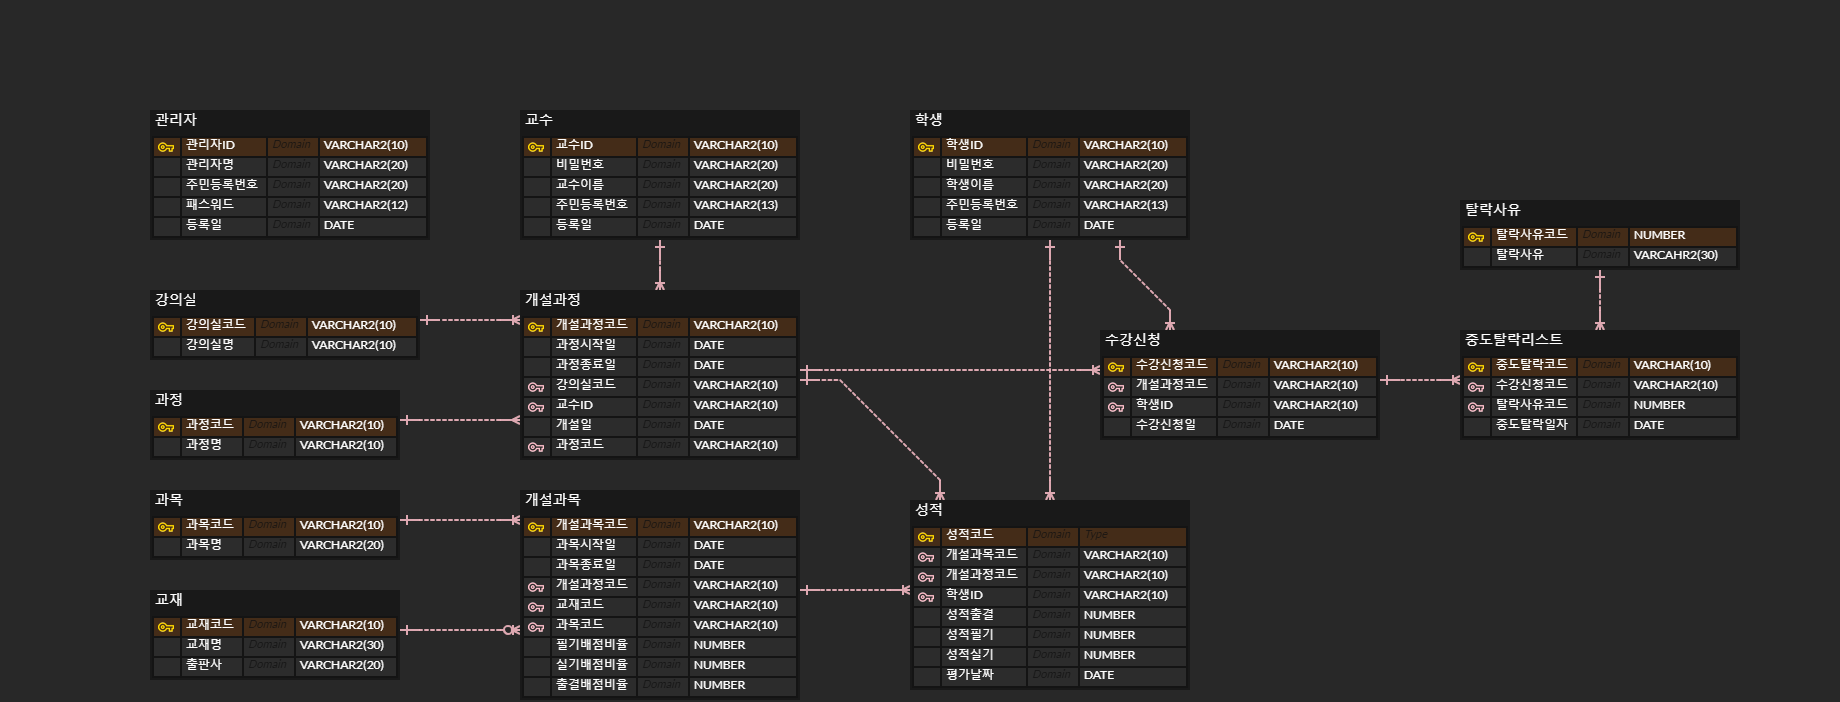 관리자
관리자ID Domain VARCHAR2(10)
관리자명 Domain VARCHAR2(20)
주민등록번호 Domain VARCHAR2(20)
패스워드 Domain VARCHAR2(12)
등록일 Domain DATE
교수
교수ID Domain VARCHAR2(10)
비밀번호 Domain VARCHAR2(20)
교수이름 Domain VARCHAR2(20)
주민등록번호 Domain VARCHAR2(13)
등록일 Domain DATE
학생
학생ID Domain VARCHAR2(10)
비밀번호 Domain VARCHAR2(20)
학생이름 Domain VARCHAR2(20)
주민등록번호 Domain VARCHAR2(13)
등록일 Domain DATE
탈락사유
탈락사유코드 Domain NUMBER
탈락사유 Domain VARCAHR2(30)
강의실
강의실코드 Domain VARCHAR2(10)
강의실명 Domain VARCHAR2(10)
개설과정
개설과정코드 Domain VARCHAR2(10)
과정시작일 Domain DATE
과정종료일 Domain DATE
강의실코드 Domain VARCHAR2(10)
교수ID Domain VARCHAR2(10)
개설일 Domain DATE
과정코드 Domain VARCHAR2(10)
수강신청
수강신청코드 Domain VARCHAR2(10)
개설과정코드 Domain VARCHAR2(10)
학생ID Domain VARCHAR2(10)
수강신청일 Domain DATE
중도탈락리스트
중도탈락코드 Domain VARCHAR(10)
수강신청코드 Domain VARCHAR2(10)
탈락사유코드 Domain NUMBER
중도탈락일자 Domain DATE
과정
과정코드 Domain VARCHAR2(10)
과정명 Domain VARCHAR2(10)
과목
과목코드 Domain VARCHAR2(10)
과목명 Domain VARCHAR2(20)
개설과목
개설과목코드 Domain VARCHAR2(10)
과목시작일 Domain DATE
과목종료일 Domain DATE
개설과정코드 Domain VARCHAR2(10)
교재코드 Domain VARCHAR2(10)
과목코드 Domain VARCHAR2(10)
필기배점비율 Domain NUMBER
실기배점비율 Domain NUMBER
출결배점비율 Domain NUMBER
성적
성적코드 Domain Type
개설과목코드 Domain VARCHAR2(10)
개설과정코드 Domain VARCHAR2(10)
학생ID Domain VARCHAR2(10)
성적출결 Domain NUMBER
성적필기 Domain NUMBER
성적실기 Domain NUMBER
평가날짜 Domain DATE
교재
교재코드 Domain VARCHAR2(10)
교재명 Domain VARCHAR2(30)
출판사 Domain VARCHAR2(20)